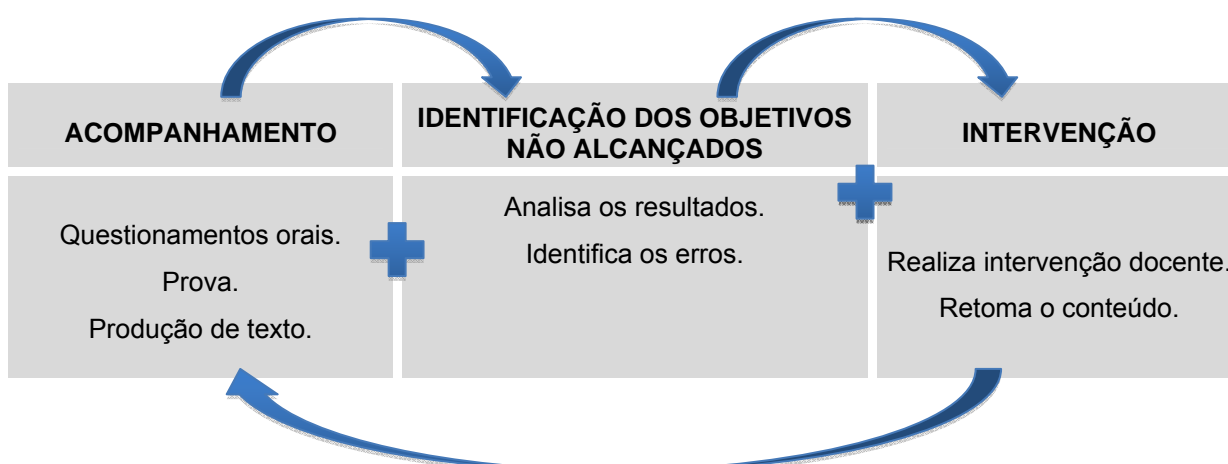 ACOMPANHAMENTO
IDENTIFICAÇÃO DOS OBJETIVOS
NÃO ALCANÇADOS
INTERVENÇÃO
Questionamentos orais.
Prova.
Produção de texto.
Analisa os resultados.
Identifica os erros.
Realiza intervenção docente.
Retoma o conteúdo.